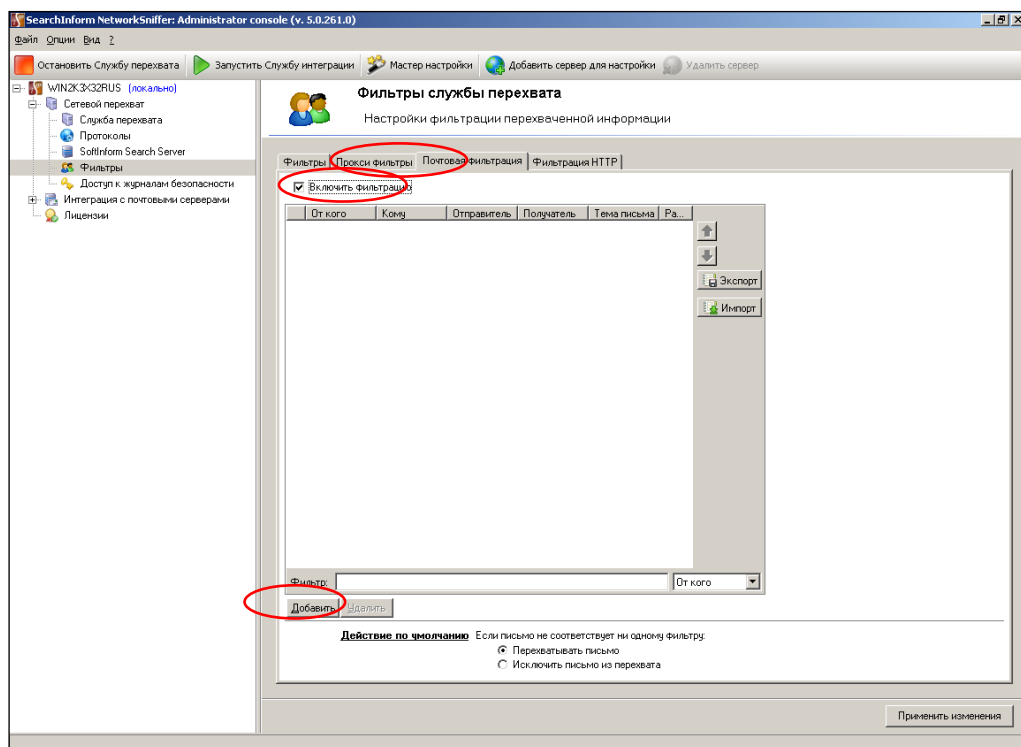 SearchInform NetworkSniffer: Administrator console (v. 5.0.261.0)
Файл Опции Вид ?
Остановить Службу перехвата Запустить Службу интеграции Мастер настройки Добавить сервер для настройки Удалить сервер
WIN2K3X32RUS (локально)
Сетевой перехват
Служба перехвата
Протоколы
SoftInform Search Server
Фильтры
Доступ к журналам безопасности
Интеграция с почтовыми серверами
Лицензии
Фильтры службы перехвата
Настройки фильтрации перехваченной информации
Фильтры Прокси фильтры Почтовая фильтрация Фильтрация HTTP
Включить фильтрацию
От кого Кому Отправитель Получатель Тема письма Ра...
Экспорт
Импорт
Фильтр: От кого
Добавить Удалить
Действие по умолчанию Если письмо не соответствует ни одному фильтру:
Перехватывать письмо
Исключить письмо из перехвата
Применить изменения